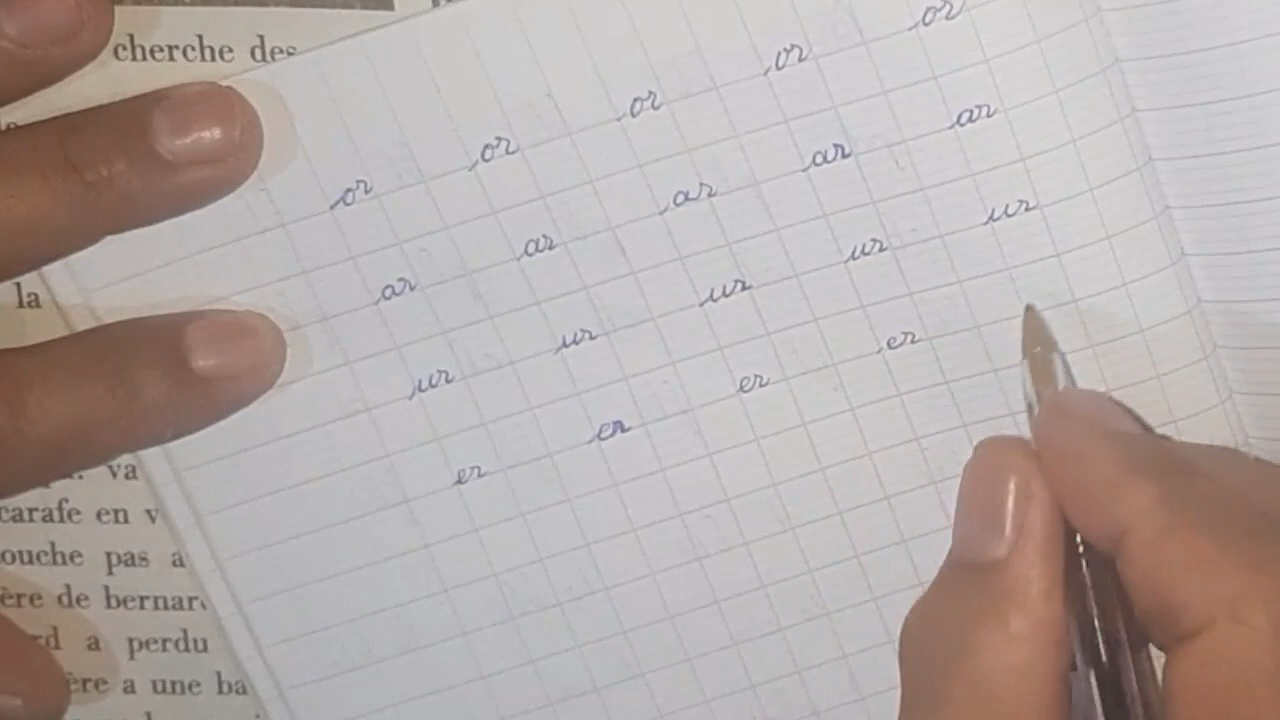 cherche des
or or or or or
ar ar ar ar ar
ur ur ur ur ur
er er er er
la
va
carafe en v
ouche pas a
ère de bernar
rd a perdu
ère a une ba